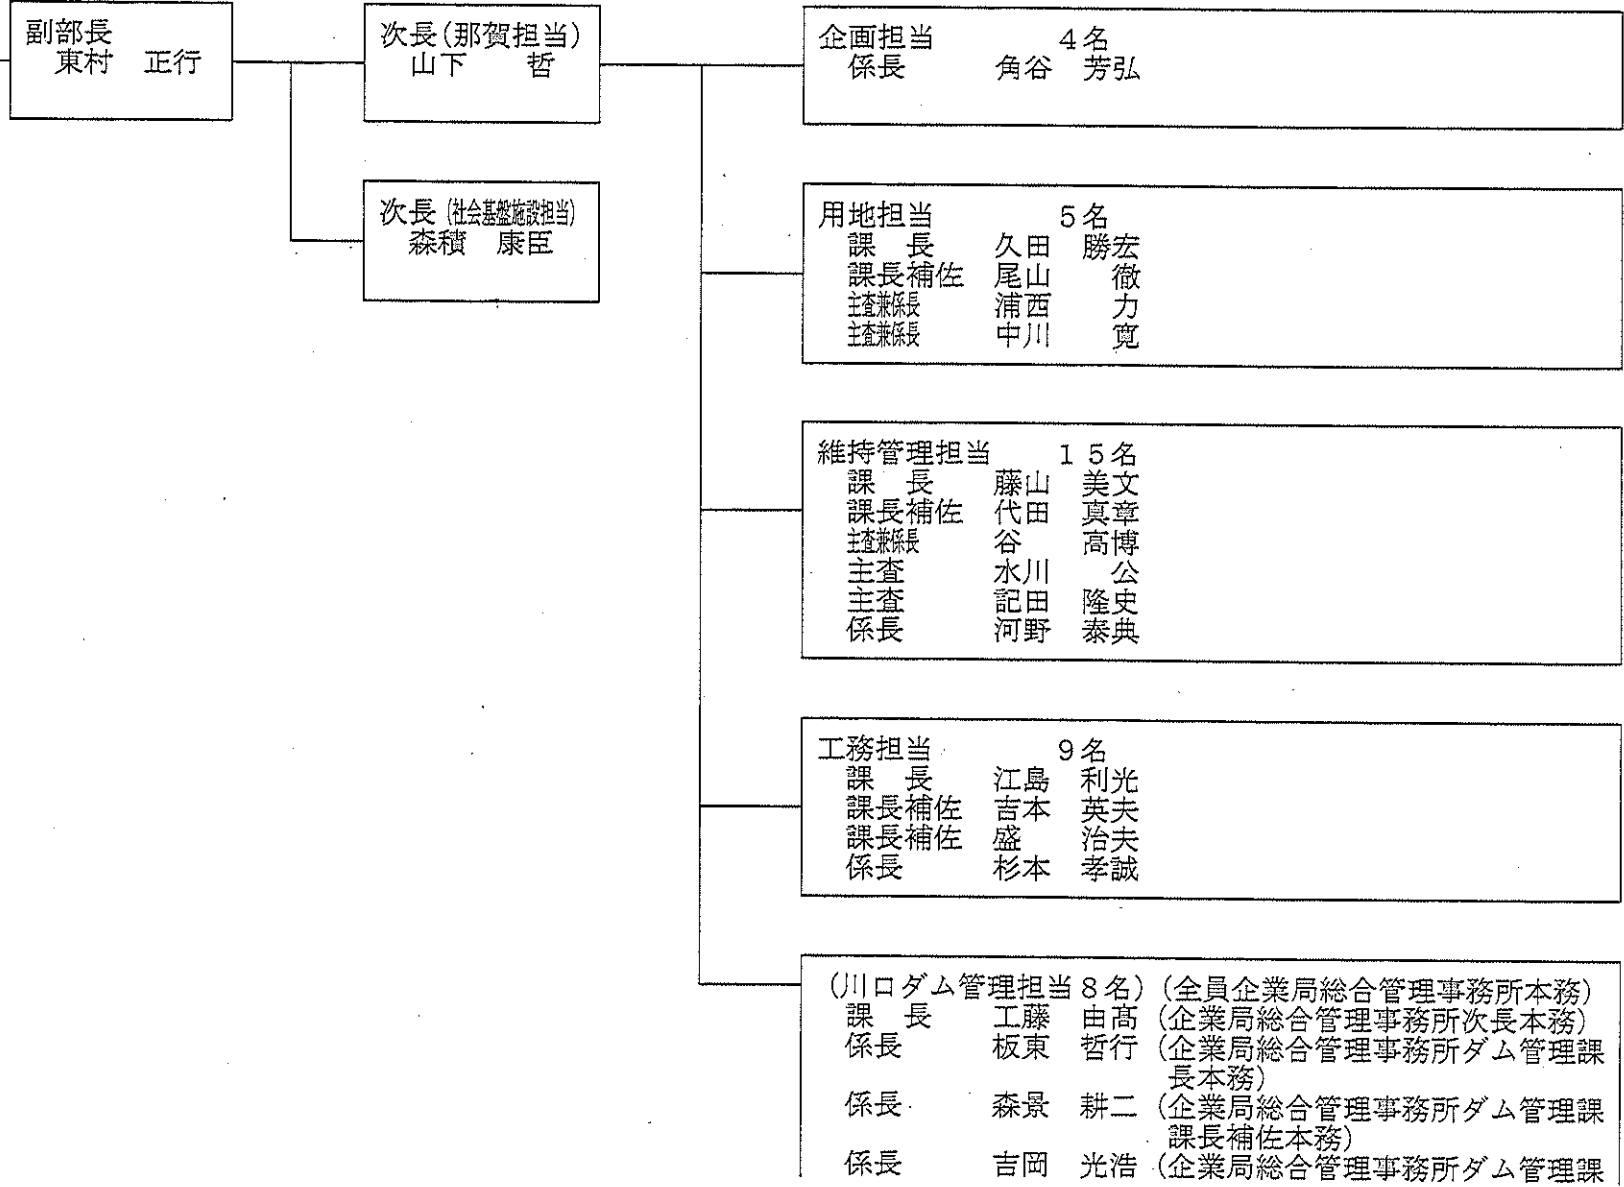 副部長
東村　正行
次長(那賀担当)
山下　　哲
次長(社会基盤施設担当)
森積　康臣
企画担当　　　　4名
係長　　　角谷　芳弘
用地担当　　　　5名
課　長　　久田　勝宏
課長補佐　尾山　　徹
主査兼係長　浦西　　力
主査兼係長　中川　　寛
維持管理担当　　15名
課　長　　藤山　美文
課長補佐　代田　真章
主査兼係長　谷　　高博
主査　　　水川　　公
主査　　　記田　隆史
係長　　　河野　泰典
工務担当　　　　9名
課　長　　江島　利光
課長補佐　吉本　英夫
課長補佐　盛　　治夫
係長　　　杉本　孝誠
(川口ダム管理担当8名)(全員企業局総合管理事務所本務)
課　長　　工藤　由髙(企業局総合管理事務所次長本務)
係長　　　板東　哲行(企業局総合管理事務所ダム管理課
長本務)
係長　　　森景　耕二(企業局総合管理事務所ダム管理課
課長補佐本務)
係長　　　吉岡　光浩(企業局総合管理事務所ダム管理課